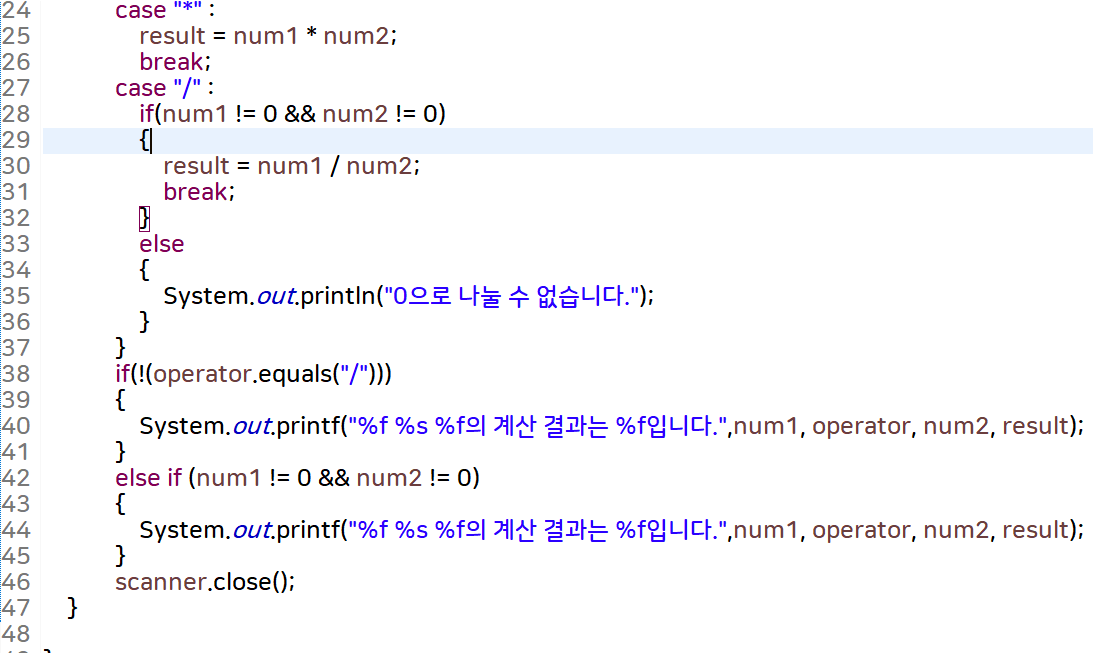 24 case "*" :
25 result = num1 * num2;
26 break;
27 case "/" :
28 if(num1 != 0 && num2 != 0)
29 {
30 result = num1 / num2;
31 break;
32 }
33 else
34 {
35 System.out.println("0으로 나눌 수 없습니다.");
36 }
37 }
38 if(!(operator.equals("/")))
39 {
40 System.out.printf("%f %s %f의 계산 결과는 %f입니다.",num1, operator, num2, result);
41 }
42 else if (num1 != 0 && num2 != 0)
43 {
44 System.out.printf("%f %s %f의 계산 결과는 %f입니다.",num1, operator, num2, result);
45 }
46 scanner.close();
47 }
48